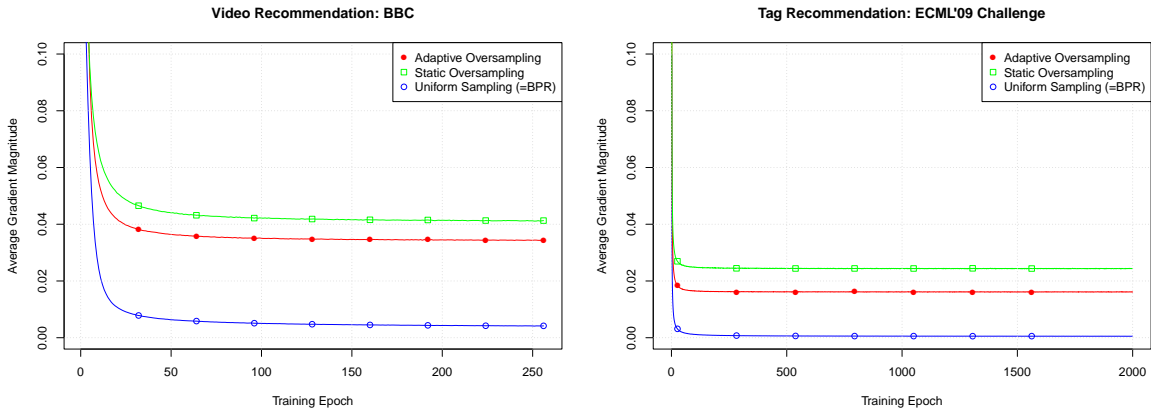 Video Recommendation: BBC
Average Gradient Magnitude
0.10
0.08
0.06
0.04
0.02
0.00
Adaptive Oversampling
Static Oversampling
Uniform Sampling (=BPR)
0
50
100
150
200
250
Training Epoch
Tag Recommendation: ECML'09 Challenge
Average Gradient Magnitude
0.10
0.08
0.06
0.04
0.02
0.00
Adaptive Oversampling
Static Oversampling
Uniform Sampling (=BPR)
0
500
1000
1500
2000
Training Epoch